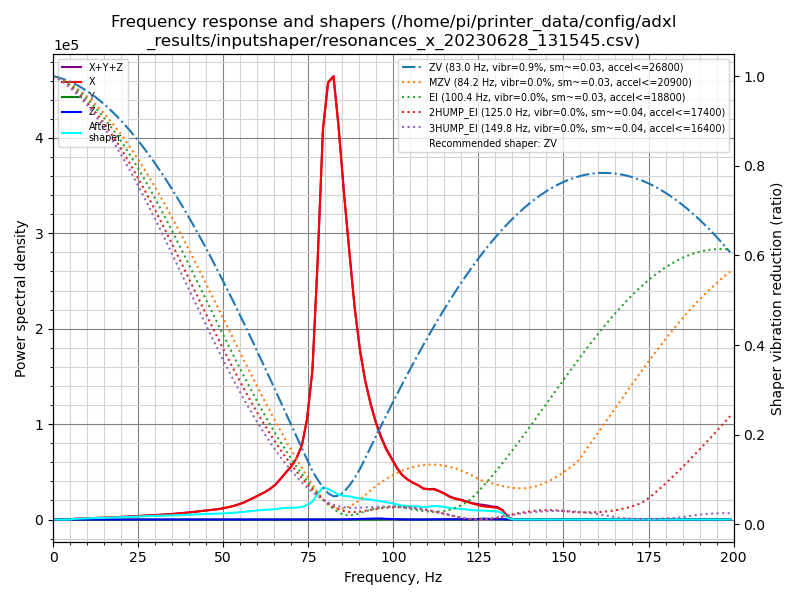 Frequency response and shapers (/home/pi/printer_data/config/adxl
_results/inputshaper/resonances_x_20230628_131545.csv)
1e5
X+Y+Z
X
Y
Z
After
shaper
ZV (83.0 Hz, vibr=0.9%, sm~=0.03, accel<=26800)
MZV (84.2 Hz, vibr=0.0%, sm~=0.03, accel<=20900)
EI (100.4 Hz, vibr=0.0%, sm~=0.03, accel<=18800)
2HUMP_EI (125.0 Hz, vibr=0.0%, sm~=0.04, accel<=17400)
3HUMP_EI (149.8 Hz, vibr=0.0%, sm~=0.04, accel<=16400)
Recommended shaper: ZV
Power spectral density
4
3
2
1
0
1.0
0.8
0.6
0.4
0.2
0.0
Shaper vibration reduction (ratio)
0 25 50 75 100 125 150 175 200
Frequency, Hz